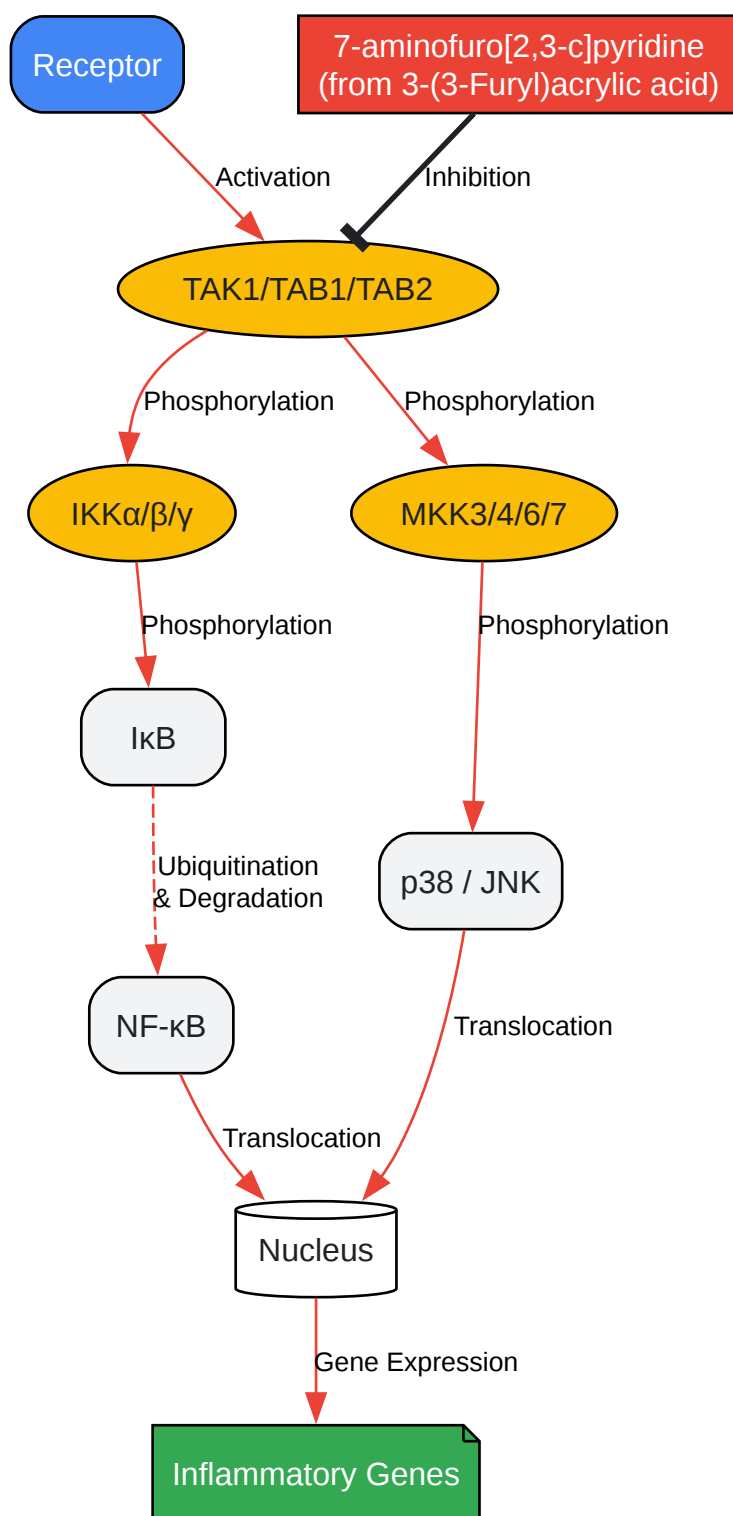 Receptor
7-aminofuro[2,3-c]pyridine
(from 3-(3-Furyl)acrylic acid)
Activation
Inhibition
TAK1/TAB1/TAB2
Phosphorylation
Phosphorylation
IKKα/β/γ
MKK3/4/6/7
Phosphorylation
Phosphorylation
IκB
Ubiquitination
& Degradation
p38 / JNK
NF-κB
Translocation
Translocation
Nucleus
Gene Expression
Inflammatory Genes